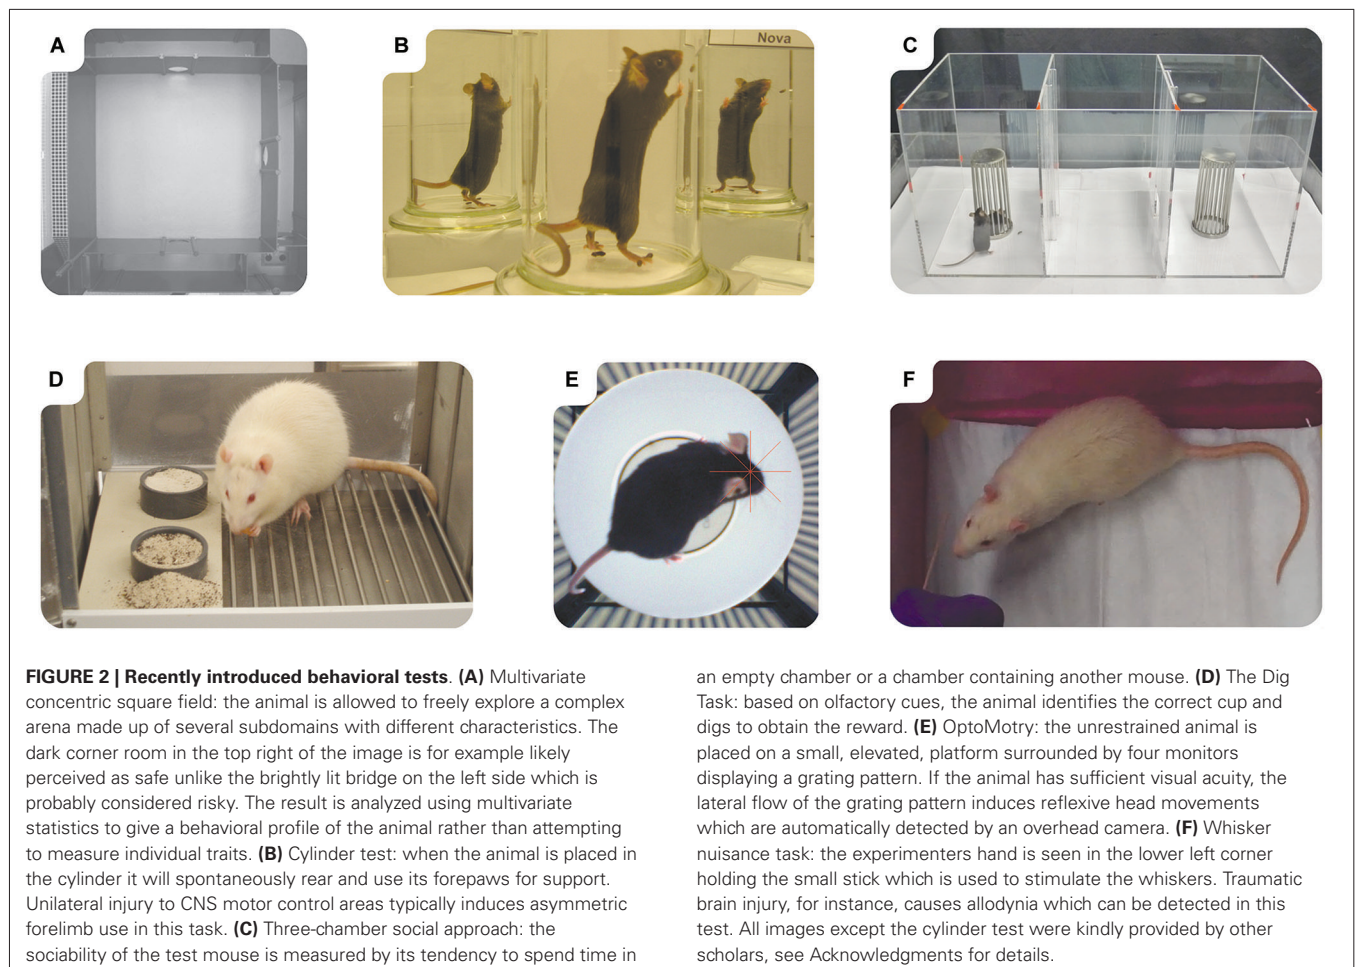 A
B
Nova
C
D
E
F
FIGURE 2 | Recently introduced behavioral tests. (A) Multivariate
concentric square field: the animal is allowed to freely explore a complex
arena made up of several subdomains with different characteristics. The
dark corner room in the top right of the image is for example likely
perceived as safe unlike the brightly lit bridge on the left side which is
probably considered risky. The result is analyzed using multivariate
statistics to give a behavioral profile of the animal rather than attempting
to measure individual traits. (B) Cylinder test: when the animal is placed in
the cylinder it will spontaneously rear and use its forepaws for support.
Unilateral injury to CNS motor control areas typically induces asymmetric
forelimb use in this task. (C) Three-chamber social approach: the
sociability of the test mouse is measured by its tendency to spend time in
an empty chamber or a chamber containing another mouse. (D) The Dig
Task: based on olfactory cues, the animal identifies the correct cup and
digs to obtain the reward. (E) OptoMotry: the unrestrained animal is
placed on a small, elevated, platform surrounded by four monitors
displaying a grating pattern. If the animal has sufficient visual acuity, the
lateral flow of the grating pattern induces reflexive head movements
which are automatically detected by an overhead camera. (F) Whisker
nuisance task: the experimenters hand is seen in the lower left corner
holding the small stick which is used to stimulate the whiskers. Traumatic
brain injury, for instance, causes allodynia which can be detected in this
test. All images except the cylinder test were kindly provided by other
scholars, see Acknowledgments for details.